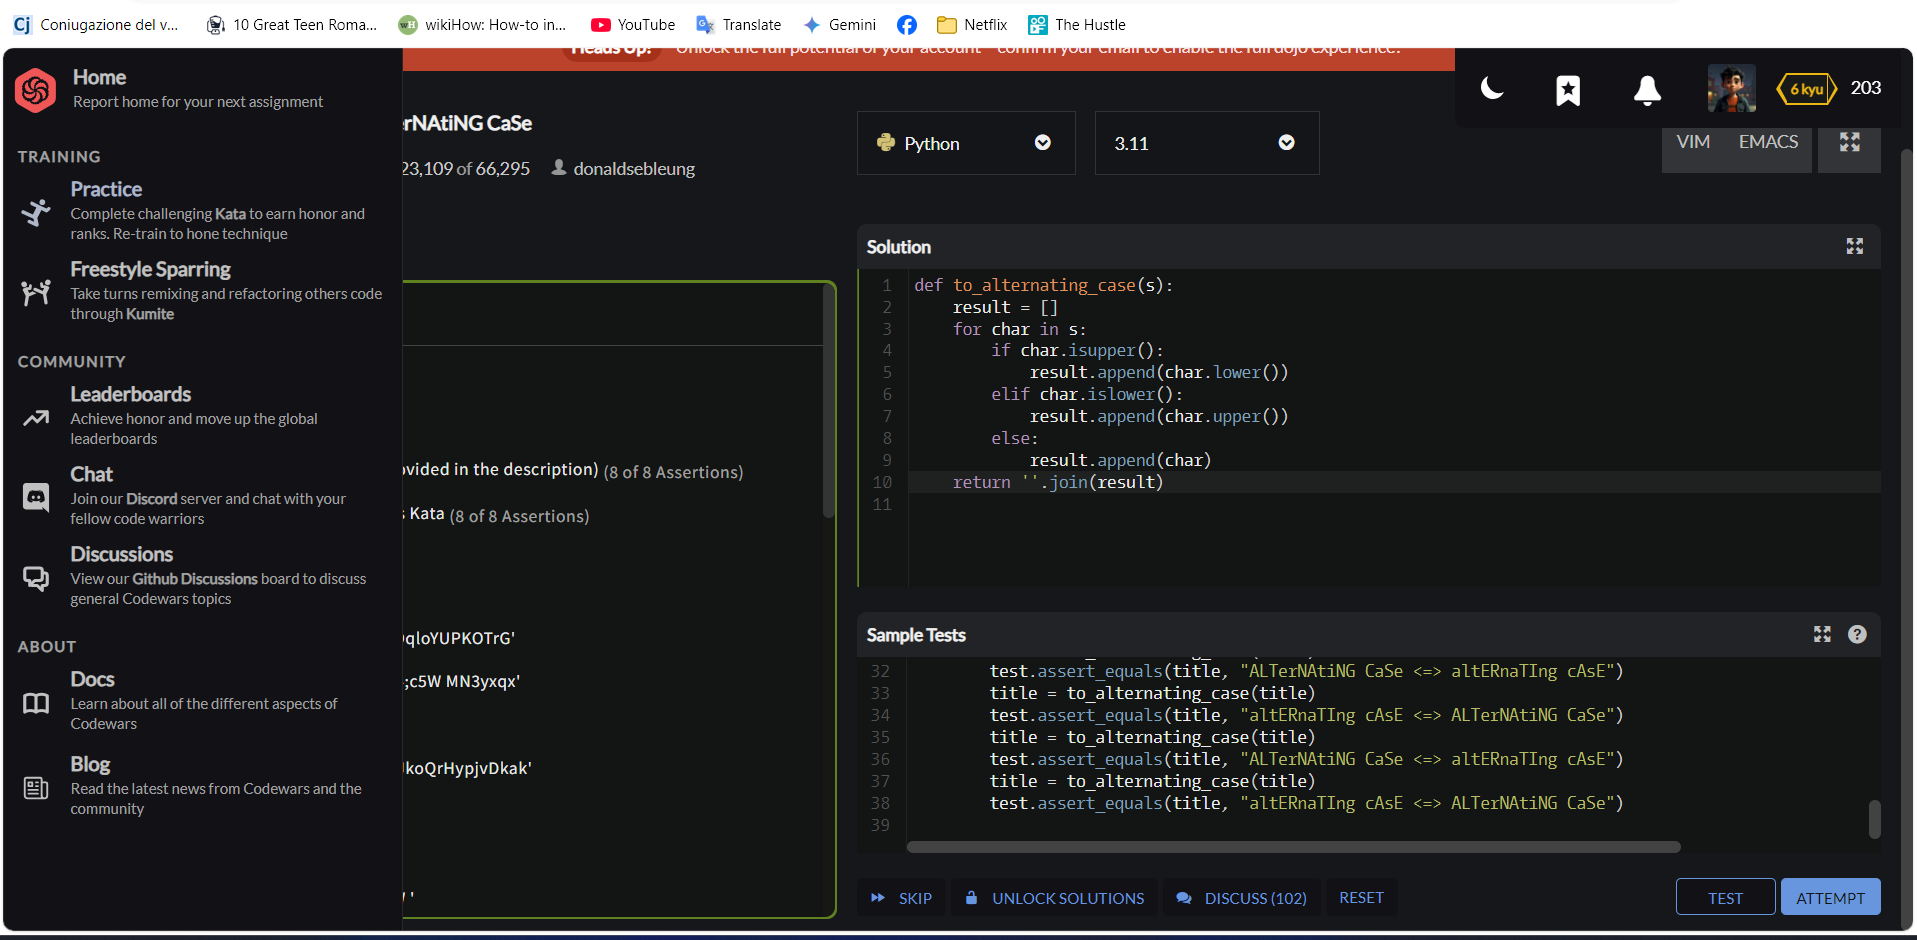 Coniugazione del v...
10 Great Teen Roma...
wikiHow: How-to in...
YouTube
Translate
Gemini
Netflix
The Hustle
Heads Up! Unlock the full potential of your account - confirm your email to enable the full dojo experience.
Home
Report home for your next assignment
TRAINING
Practice
Complete challenging Kata to earn honor and
ranks. Re-train to hone technique
Freestyle Sparring
Take turns remixing and refactoring others code
through Kumite
COMMUNITY
Leaderboards
Achieve honor and move up the global
leaderboards
Chat
Join our Discord server and chat with your
fellow code warriors
Discussions
View our Github Discussions board to discuss
general Codewars topics
ABOUT
Docs
Learn about all of the different aspects of
Codewars
Blog
Read the latest news from Codewars and the
community
6 kyu
203
rNAtiNG CaSe
23,109 of 66,295
donaldsebleung
Python
3.11
VIM
EMACS
vided in the description) (8 of 8 Assertions)
s Kata (8 of 8 Assertions)
qloYUPKOTrG'
;c5W MN3yxqx'
koQrHypjvDkak'
Solution
1 def to_alternating_case(s):
2 result = []
3 for char in s:
4 if char.isupper():
5 result.append(char.lower())
6 elif char.islower():
7 result.append(char.upper())
8 else:
9 result.append(char)
10 return ''.join(result)
11
Sample Tests
32 test.assert_equals(title, "ALTerNAtiNG CaSe <=> altERnaTIng cAsE")
33 title = to_alternating_case(title)
34 test.assert_equals(title, "altERnaTIng cAsE <=> ALTerNAtiNG CaSe")
35 title = to_alternating_case(title)
36 test.assert_equals(title, "ALTerNAtiNG CaSe <=> altERnaTIng cAsE")
37 title = to_alternating_case(title)
38 test.assert_equals(title, "altERnaTIng cAsE <=> ALTerNAtiNG CaSe")
39
SKIP
UNLOCK SOLUTIONS
DISCUSS (102)
RESET
TEST
ATTEMPT